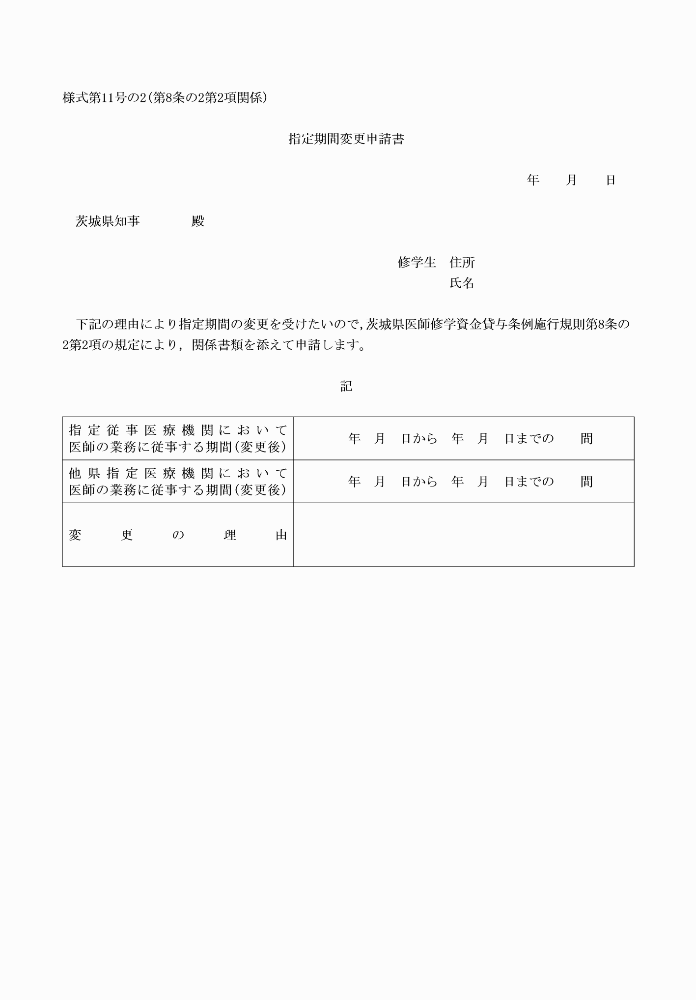 様式第11号の2(第8条の2第2項関係)
指定期間変更申請書
年　　月　　日
茨城県知事　　　　殿
修学生　住所
氏名
下記の理由により指定期間の変更を受けたいので,茨城県医師修学資金貸与条例施行規則第8条の
2第2項の規定により，関係書類を添えて申請します。
記
指定従事医療機関において
医師の業務に従事する期間(変更後)
年　月　日から　年　月　日までの　　間
他県指定医療機関において
医師の業務に従事する期間(変更後)
年　月　日から　年　月　日までの　　間
変更の理由